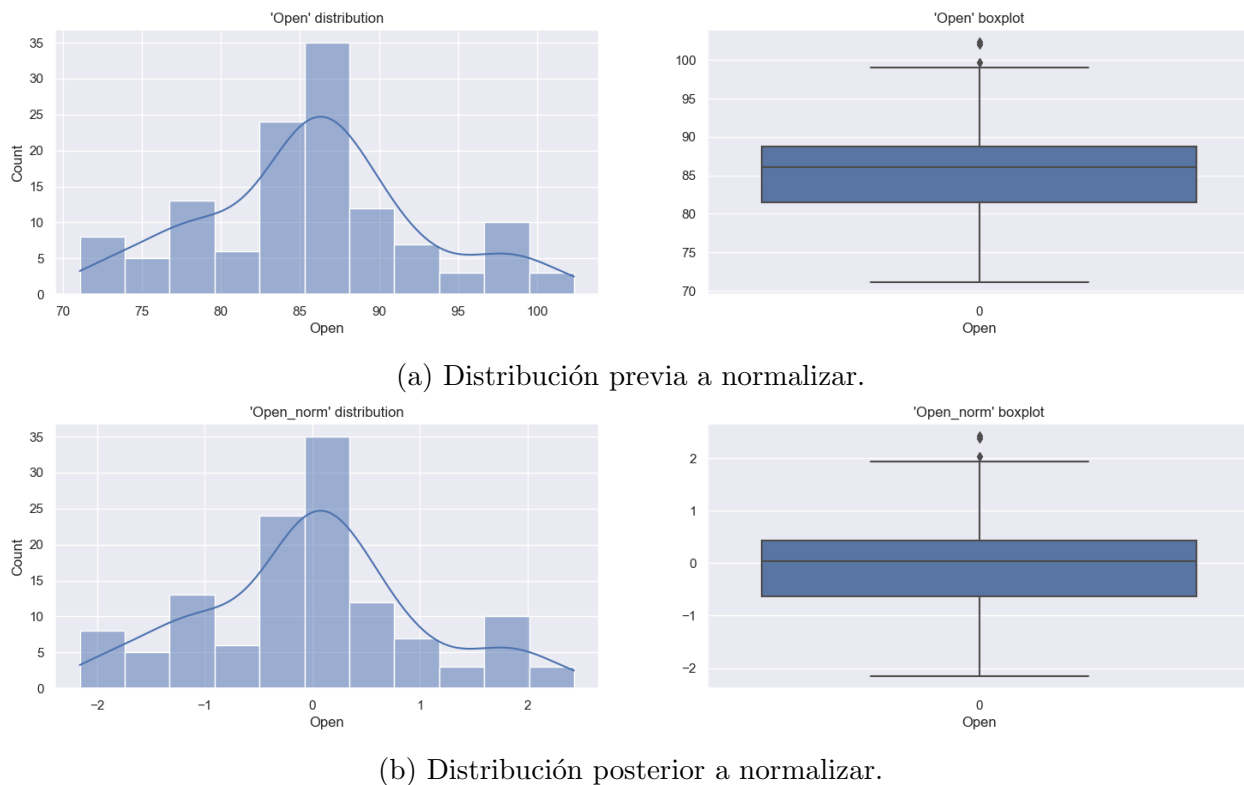 'Open' distribution
Count
35
30
25
20
15
10
5
0
70 75 80 85 90 95 100
Open
'Open' boxplot
100
95
90
85
80
75
70
0
Open
(a) Distribución previa a normalizar.
'Open_norm' distribution
Count
35
30
25
20
15
10
5
0
−2 −1 0 1 2
Open
'Open_norm' boxplot
2
1
0
−1
−2
0
Open
(b) Distribución posterior a normalizar.